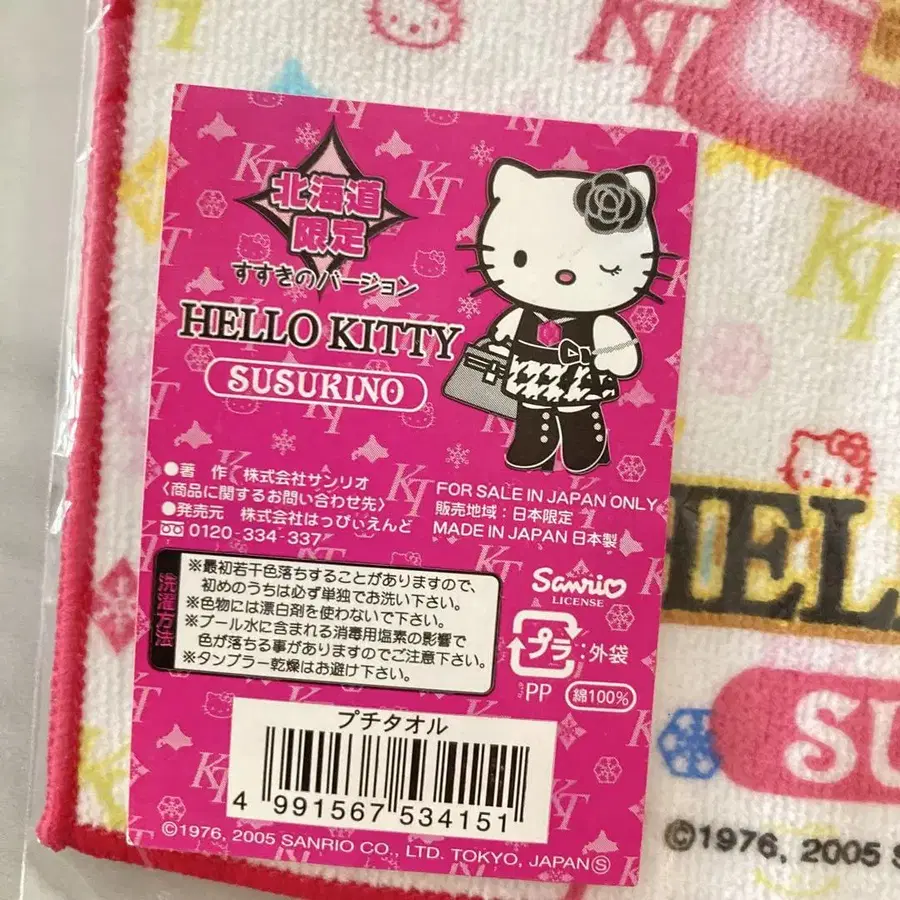 北海道
限定
すすきのバージョン
HELLO KITTY
SUSUKINO
●著 作 株式会社サンリオ
〈商品に関するお問い合わせ先〉
●発売元 株式会社はっぴぃえんど
0120-334-337
FOR SALE IN JAPAN ONLY
販売地域：日本限定
MADE IN JAPAN 日本製
洗濯方法
※最初若干色落ちすることがありますので、
初めのうちは必ず単独でお洗い下さい。
※色物には漂白剤を使わないで下さい。
※プール水に含まれる消毒用塩素の影響で
色が落ちる事がありますのでご注意下さい。
※タンブラー乾燥はお避け下さい。
Sanrio
LICENSE
プラ:外袋
PP
綿100%
プチタオル
4 991567 534151
©1976, 2005 SANRIO CO., LTD. TOKYO, JAPAN Ⓢ
KT
HEL
SU
©1976, 2005 S